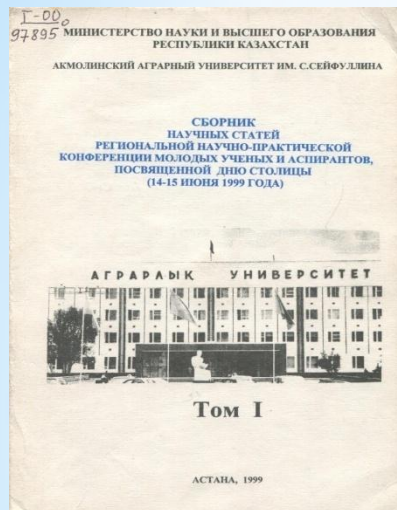 Г-00
97895
МИНИСТЕРСТВО НАУКИ И ВЫСШЕГО ОБРАЗОВАНИЯ
РЕСПУБЛИКИ КАЗАХСТАН
АКМОЛИНСКИЙ АГРАРНЫЙ УНИВЕРСИТЕТ ИМ. С.СЕЙФУЛЛИНА
СБОРНИК
НАУЧНЫХ СТАТЕЙ
РЕГИОНАЛЬНОЙ НАУЧНО-ПРАКТИЧЕСКОЙ
КОНФЕРЕНЦИИ МОЛОДЫХ УЧЕНЫХ И АСПИРАНТОВ,
ПОСВЯЩЕННОЙ ДНЮ СТОЛИЦЫ
(14-15 ИЮНЯ 1999 ГОДА)
АГРАРЛЫҚ УНИВЕРСИТЕТ
Том I
АСТАНА, 1999